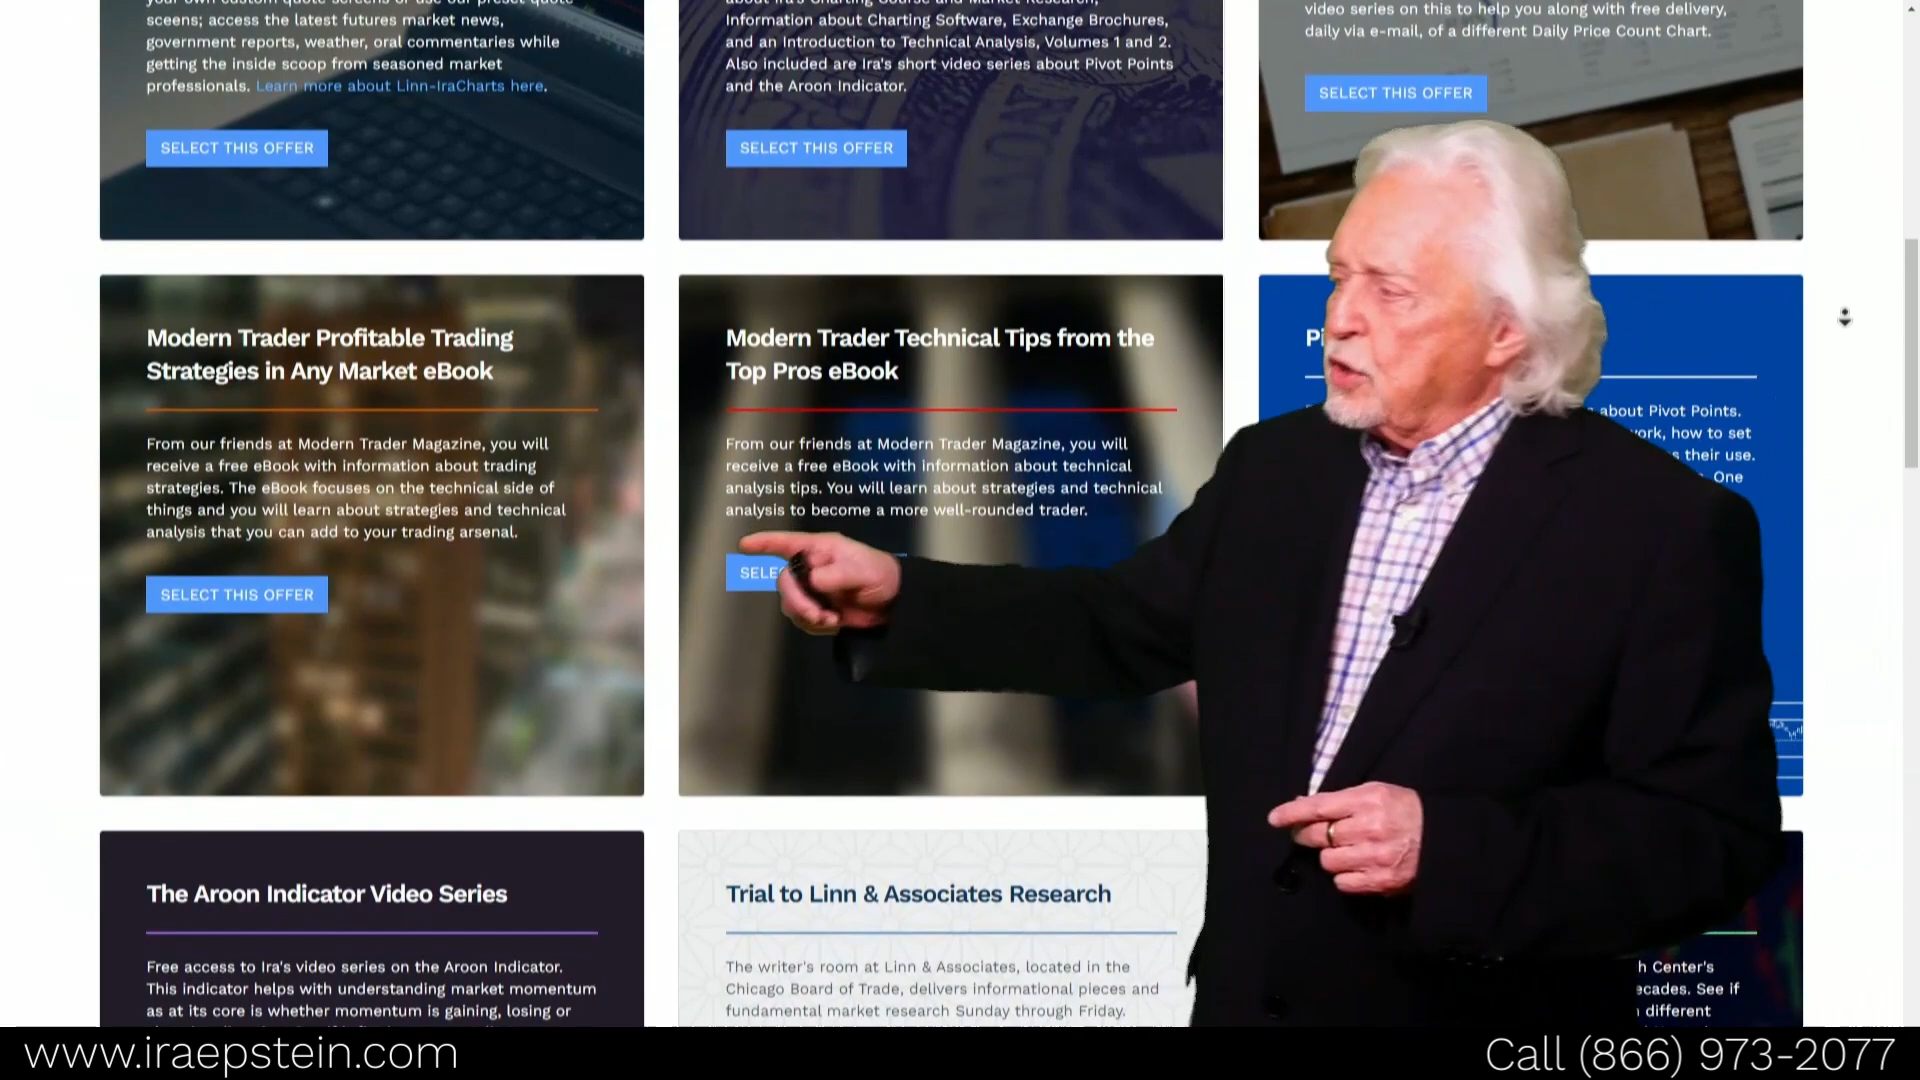 sceens; access the latest futures market news,
government reports, weather, oral commentaries while
getting the inside scoop from seasoned market
professionals. Learn more about Linn-IraCharts here.
SELECT THIS OFFER
Information about Charting Software, Exchange Brochures,
and an Introduction to Technical Analysis, Volumes 1 and 2.
Also included are Ira's short video series about Pivot Points
and the Aroon Indicator.
SELECT THIS OFFER
video series on this to help you along with free delivery,
daily via e-mail, of a different Daily Price Count Chart.
SELECT THIS OFFER
Modern Trader Profitable Trading
Strategies in Any Market eBook
From our friends at Modern Trader Magazine, you will
receive a free eBook with information about trading
strategies. The eBook focuses on the technical side of
things and you will learn about strategies and technical
analysis that you can add to your trading arsenal.
SELECT THIS OFFER
Modern Trader Technical Tips from the
Top Pros eBook
From our friends at Modern Trader Magazine, you will
receive a free eBook with information about technical
analysis tips. You will learn about strategies and technical
analysis to become a more well-rounded trader.
about Pivot Points.
how to set
their use.
One
The Aroon Indicator Video Series
Free access to Ira's video series on the Aroon Indicator.
This indicator helps with understanding market momentum
as at its core is whether momentum is gaining, losing or
Trial to Linn & Associates Research
The writer's room at Linn & Associates, located in the
Chicago Board of Trade, delivers informational pieces and
fundamental market research Sunday through Friday.
Center's
See if
different
www.iraepstein.com
Call (866) 973-2077